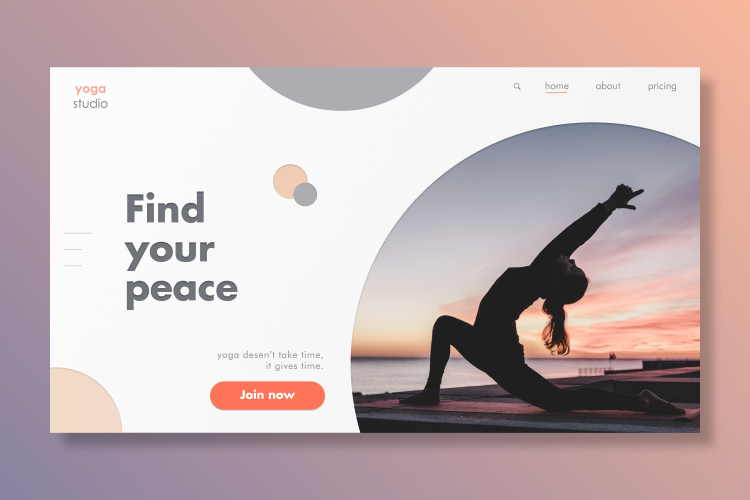 yoga
studio
home
about
pricing
Find
your
peace
yoga desen't take time,
it gives time.
Join now